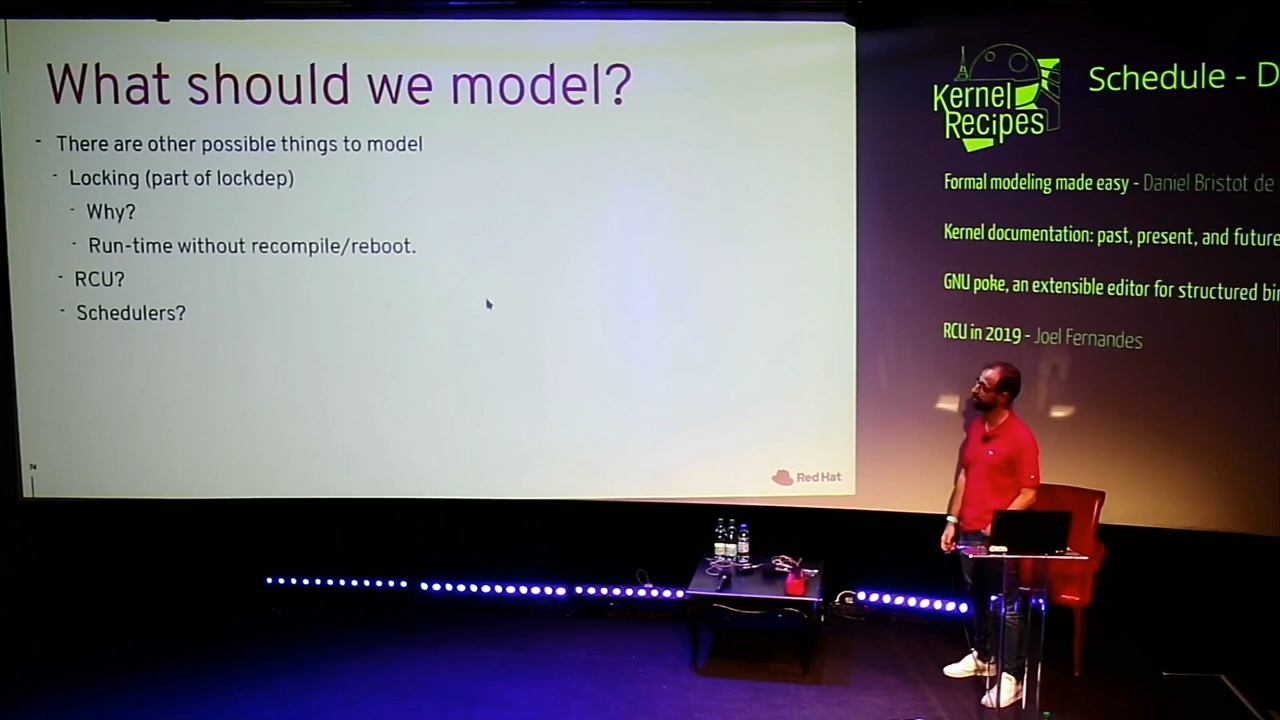 What should we model?
- There are other possible things to model
- Locking (part of lockdep)
- Why?
- Run-time without recompile/reboot.
- RCU?
- Schedulers?
74
Red Hat
Kernel
Recipes
Schedule - D
Formal modeling made easy - Daniel Bristot de
Kernel documentation: past, present, and future
GNU poke, an extensible editor for structured bin
RCU in 2019 - Joel Fernandes